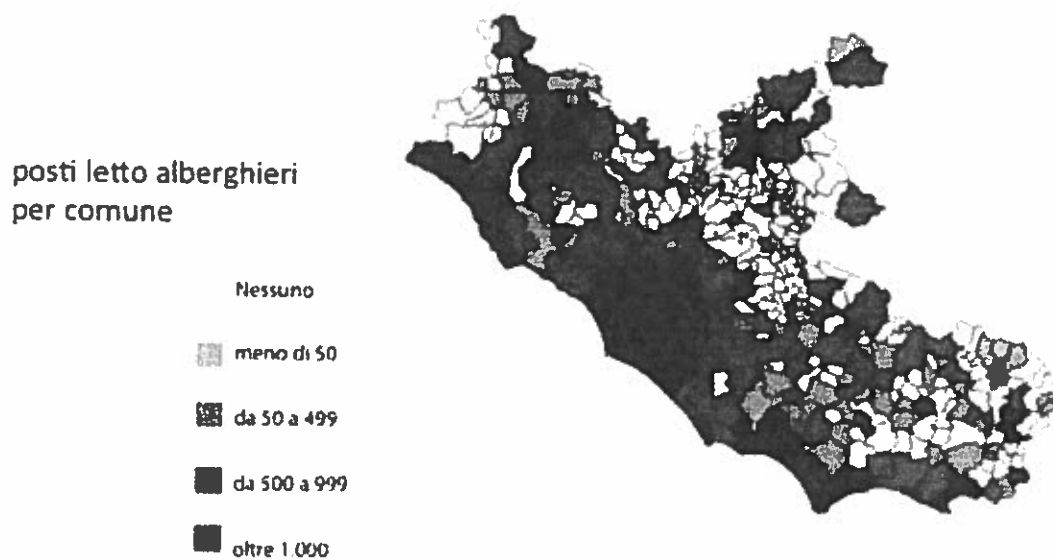 posti letto alberghieri
per comune
Nessuno
meno di 50
da 50 a 499
da 500 a 999
oltre 1.000